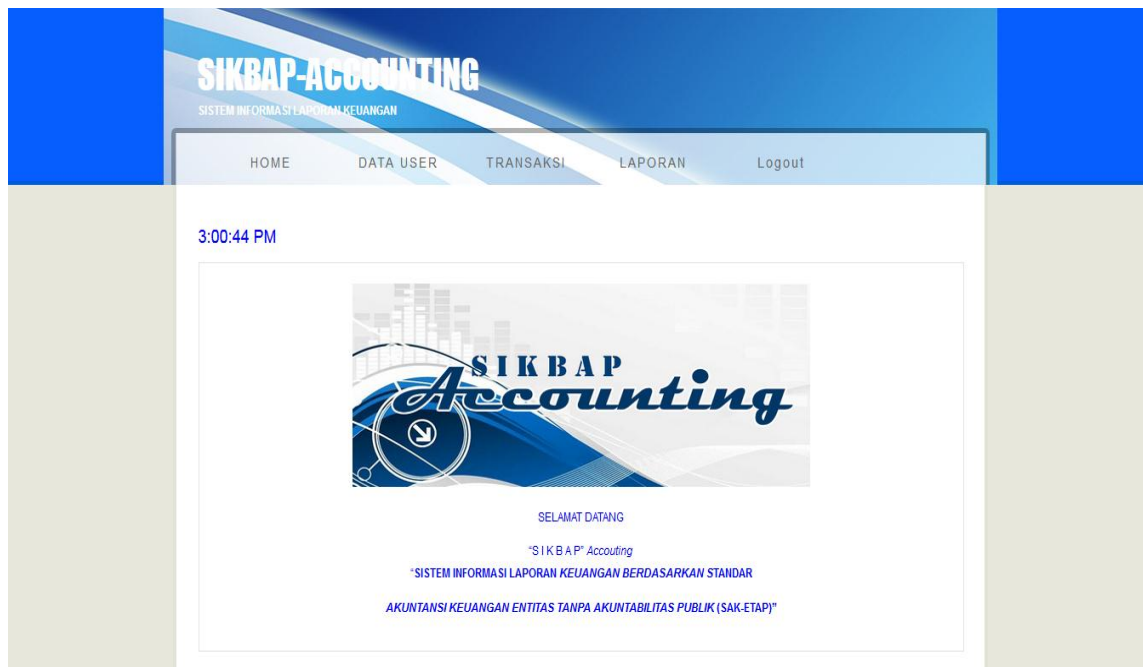 SIKBAP-ACCOUNTING
SISTEM INFORMASI LAPORAN KEUANGAN
HOME DATA USER TRANSAKSI LAPORAN Logout
3:00:44 PM
SIKBAP
Accounting
SELAMAT DATANG
“S I K B A P” Accouting
“SISTEM INFORMASI LAPORAN KEUANGAN BERDASARKAN STANDAR
AKUNTANSI KEUANGAN ENTITAS TANPA AKUNTABILITAS PUBLIK (SAK-ETAP)”